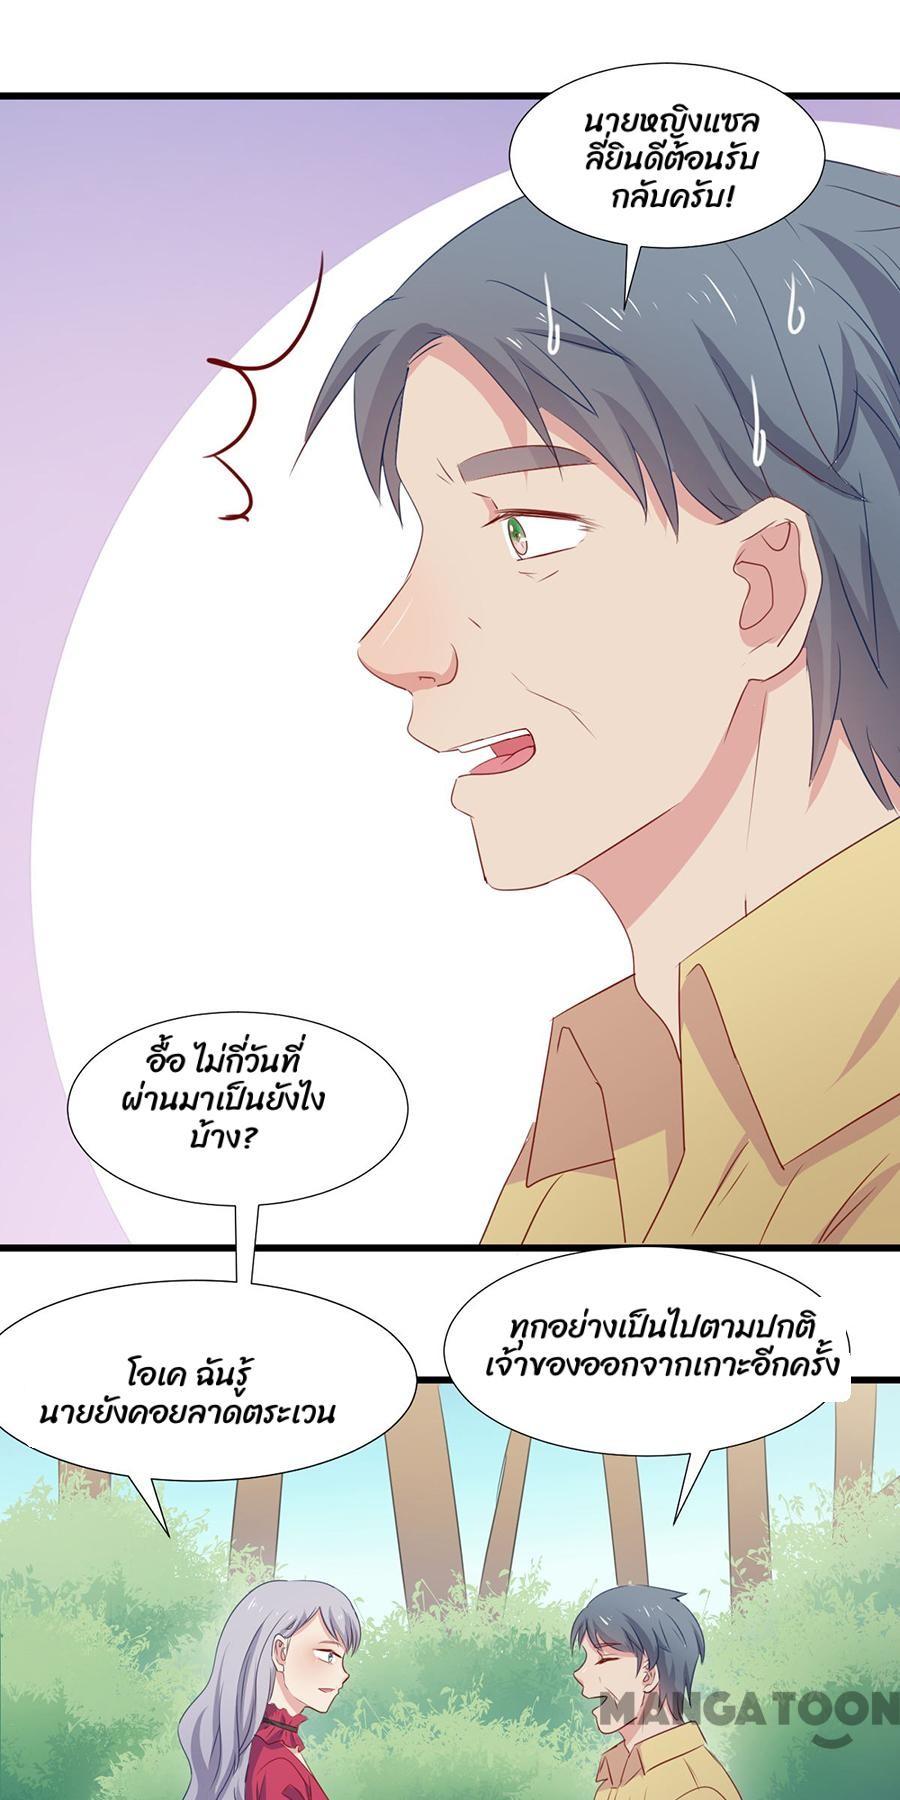 นายหญิงแซล
ลี่ยินดีต้อนรับ
กลับครับ!
อื้อ ไม่กี่วันที่
ผ่านมาเป็นยังไง
บ้าง?
ทุกอย่างเป็นไปตามปกติ
เจ้าของออกจากเกาะอีกครั้ง
โอเค ฉันรู้
นายยังคอยลาดตระเวน
MANGATOON